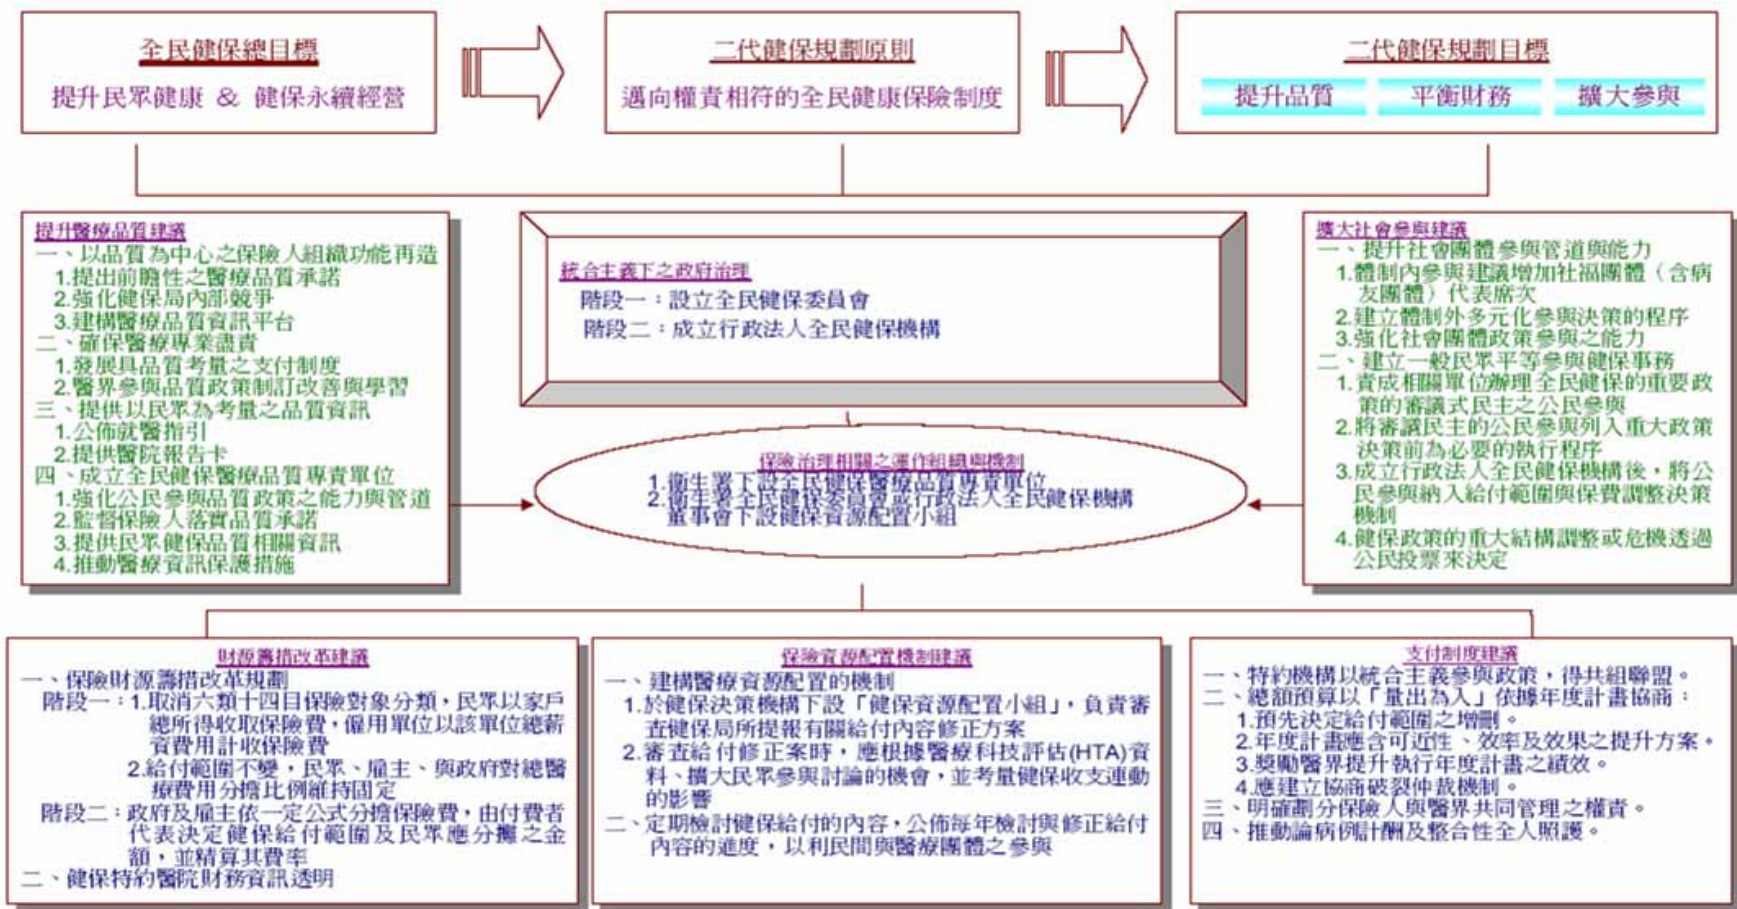 全民健保總目標
提升民眾健康 & 健保永續經營
二代健保規劃原則
邁向權責相符的全民健康保險制度
二代健保規劃目標
提升品質 平衡財務 擴大參與
提升醫療品質建議
一、以品質為中心之保險人組織功能再造
1.提出前瞻性之醫療品質承諾
2.強化健保局內部競爭
3.建構醫療品質資訊平台
二、確保醫療專業盡責
1.發展具品質考量之支付制度
2.醫界參與品質政策制訂改善與學習
三、提供以民眾為考量之品質資訊
1.公佈就醫指引
2.提供醫院報告卡
四、成立全民健保醫療品質專責單位
1.強化公民參與品質政策之能力與管道
2.監督保險人落實品質承諾
3.提供民眾健保品質相關資訊
4.推動醫療資訊保護措施
統合主義下之政府治理
階段一：設立全民健保委員會
階段二：成立行政法人全民健保機構
擴大社會參與建議
一、提升社會團體參與管道與能力
1.體制內參與建議增加社福團體（含病
友團體）代表席次
2.建立體制外多元化參與決策的程序
3.強化社會團體政策參與之能力
二、建立一般民眾平等參與健保事務
1.責成相關單位辦理全民健保的重要政
策的審議式民主之公民參與
2.將審議民主的公民參與列入重大政策
決策前為必要的執行程序
3.成立行政法人全民健保機構後，將公
民參與納入給付範圍與保費調整決策
機制
4.健保政策的重大結構調整或危機透過
公民投票來決定
保險治理相關之運作組織與機制
1.衛生署下設全民健保醫療品質專責單位
2.衛生署全民健保委員會或行政法人全民健保機構
董事會下設健保資源配置小組
財源籌措改革建議
一、保險財源籌措改革規劃
階段一：1.取消六類十四目保險對象分類，民眾以家戶
總所得收取保險費，僱用單位以該單位總薪
資費用計收保險費
2.給付範圍不變，民眾、雇主、與政府對總醫
療費用分擔比例維持固定
階段二：政府及雇主依一定公式分擔保險費，由付費者
代表決定健保給付範圍及民眾應分攤之金
額，並精算其費率
二、健保特約醫院財務資訊透明
保險資源配置機制建議
一、建構醫療資源配置的機制
1.於健保決策機構下設「健保資源配置小組」，負責審
查健保局所提報有關給付內容修正方案
2.審查給付修正案時，應根據醫療科技評估(HTA)資
料、擴大民眾參與討論的機會，並考量健保收支連動
的影響
二、定期檢討健保給付的內容，公佈每年檢討與修正給付
內容的進度，以利民間與醫療團體之參與
支付制度建議
一、特約機構以統合主義參與政策，得共組聯盟。
二、總額預算以「量出為入」依據年度計畫協商：
1.預先決定給付範圍之增刪。
2.年度計畫應含可近性、效率及效果之提升方案。
3.獎勵醫界提升執行年度計畫之績效。
4.應建立協商破裂仲裁機制。
三、明確劃分保險人與醫界共同管理之權責。
四、推動論病例計酬及整合性全人照護。